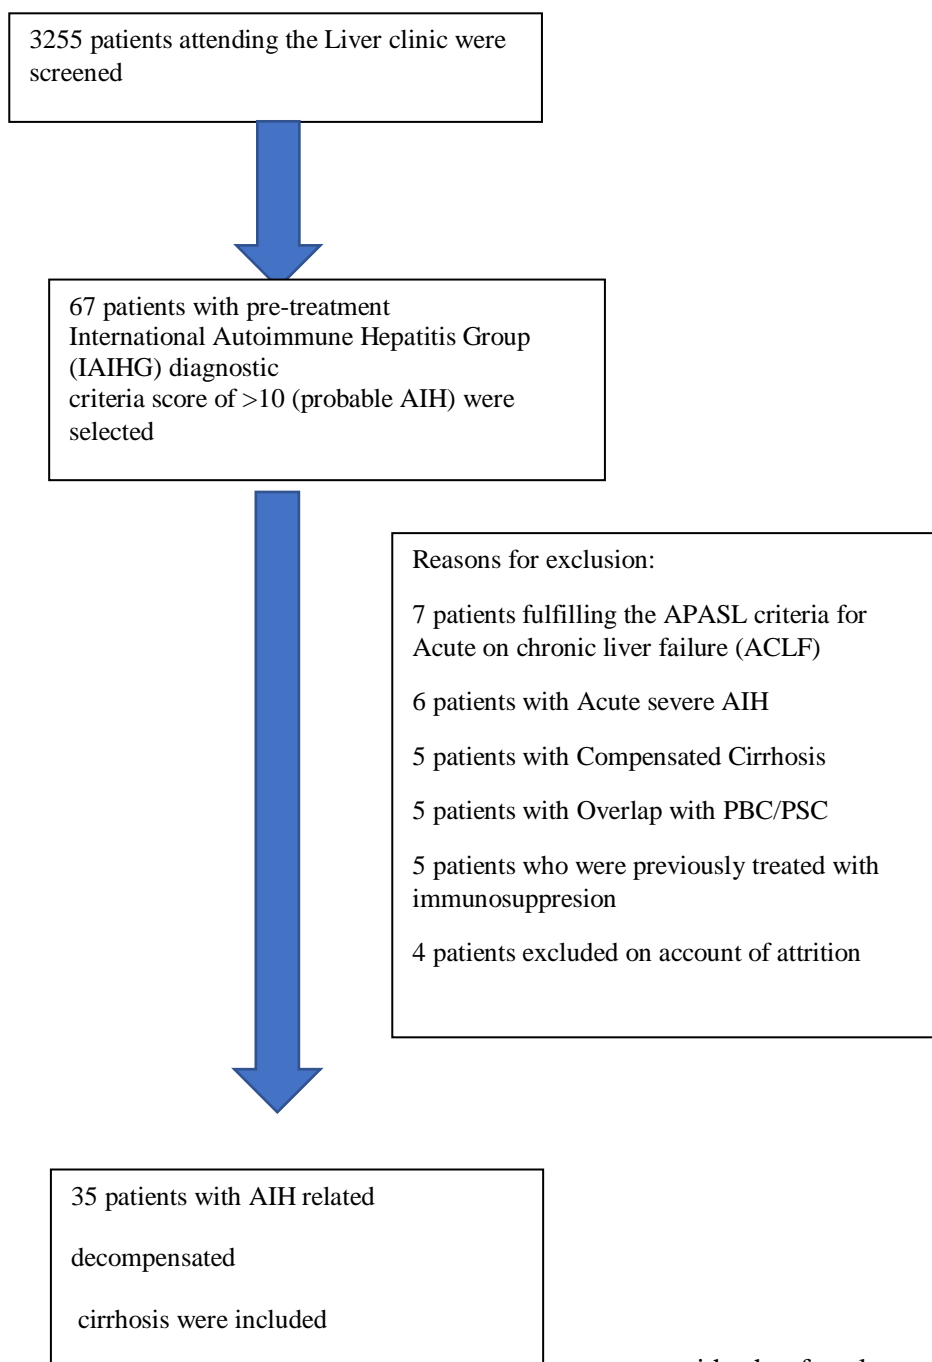 3255 patients attending the Liver clinic were
screened
67 patients with pre-treatment
International Autoimmune Hepatitis Group
(IAIHG) diagnostic
criteria score of >10 (probable AIH) were
selected
Reasons for exclusion:
7 patients fulfilling the APASL criteria for
Acute on chronic liver failure (ACLF)
6 patients with Acute severe AIH
5 patients with Compensated Cirrhosis
5 patients with Overlap with PBC/PSC
5 patients who were previously treated with
immunosuppresion
4 patients excluded on account of attrition
35 patients with AIH related
decompensated
cirrhosis were included